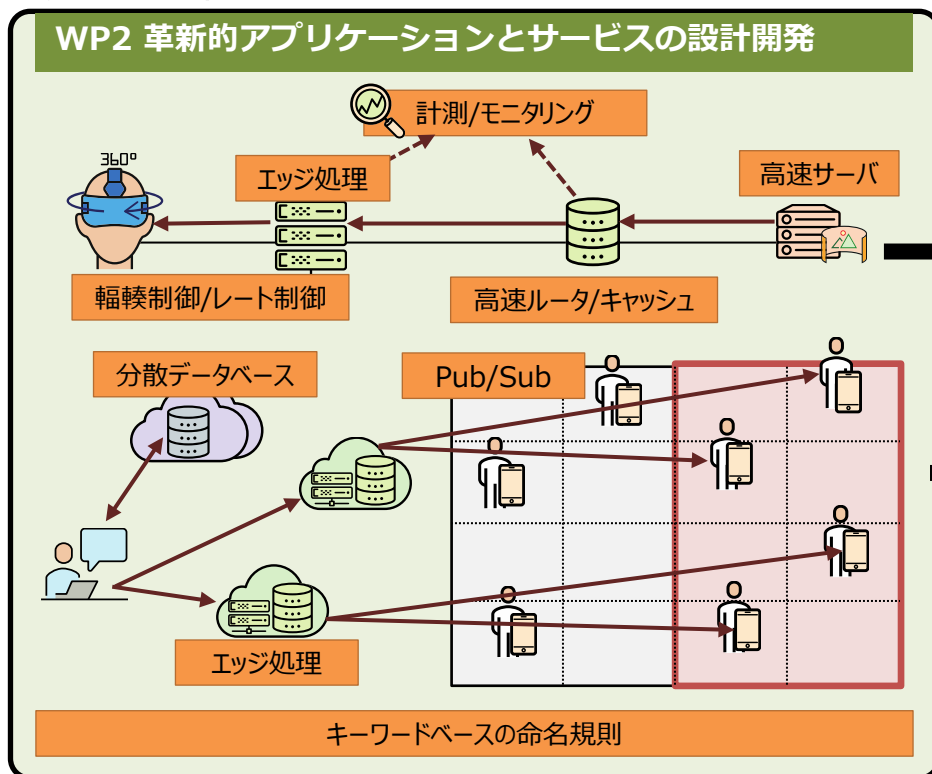 WP2 革新的アプリケーションとサービスの設計開発
計測/モニタリング
360°
エッジ処理
高速サーバ
輻輳制御/レート制御
高速ルータ/キャッシュ
分散データベース
Pub/Sub
エッジ処理
キーワードベースの命名規則